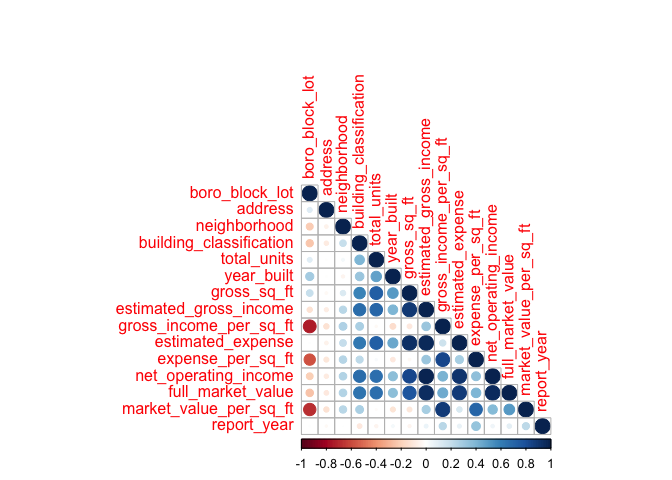 boro_block_lot
address
neighborhood
building_classification
total_units
year_built
gross_sq_ft
estimated_gross_income
gross_income_per_sq_ft
estimated_expense
expense_per_sq_ft
net_operating_income
full_market_value
market_value_per_sq_ft
report_year
boro_block_lot
address
neighborhood
building_classification
total_units
year_built
gross_sq_ft
estimated_gross_income
gross_income_per_sq_ft
estimated_expense
expense_per_sq_ft
net_operating_income
full_market_value
market_value_per_sq_ft
report_year
-1 -0.8 -0.6 -0.4 -0.2 0 0.2 0.4 0.6 0.8 1